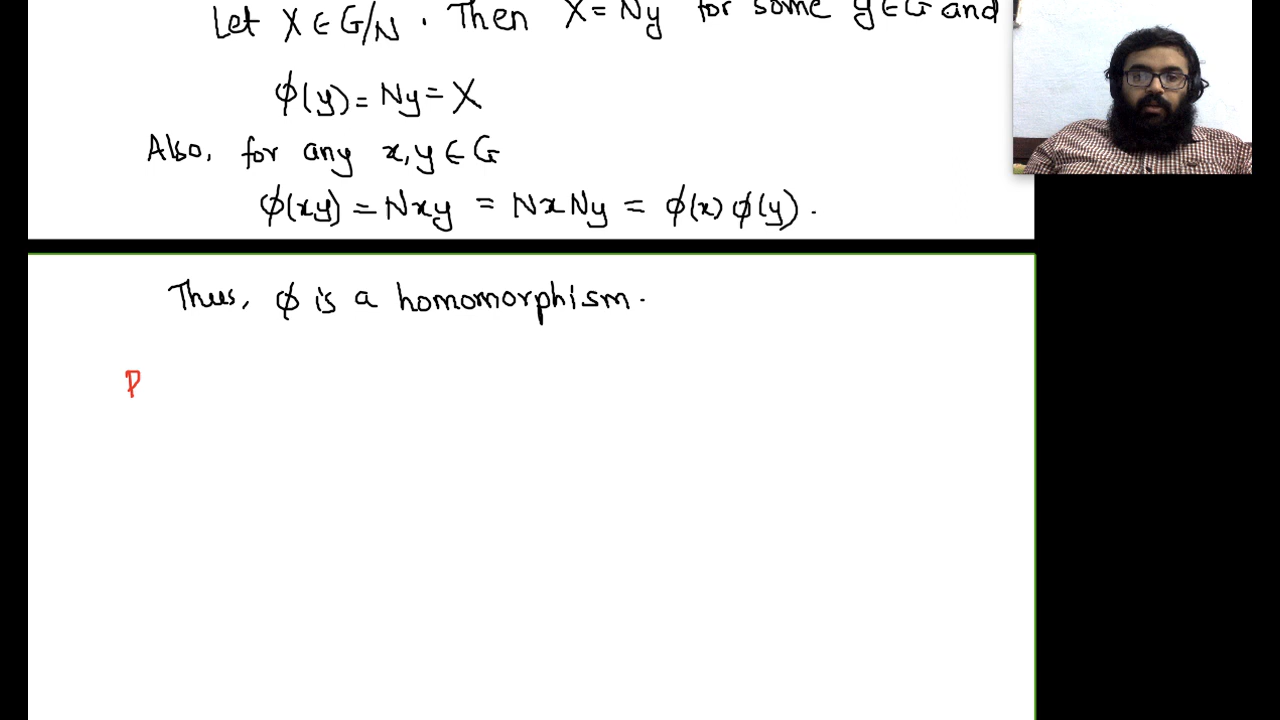 Let X ∈ G/N. Then X = Ny for some y ∈ G and
φ(y) = Ny = X
Also, for any x, y ∈ G
φ(xy) = Nxy = NxNy = φ(x) φ(y).
Thus, φ is a homomorphism.
P